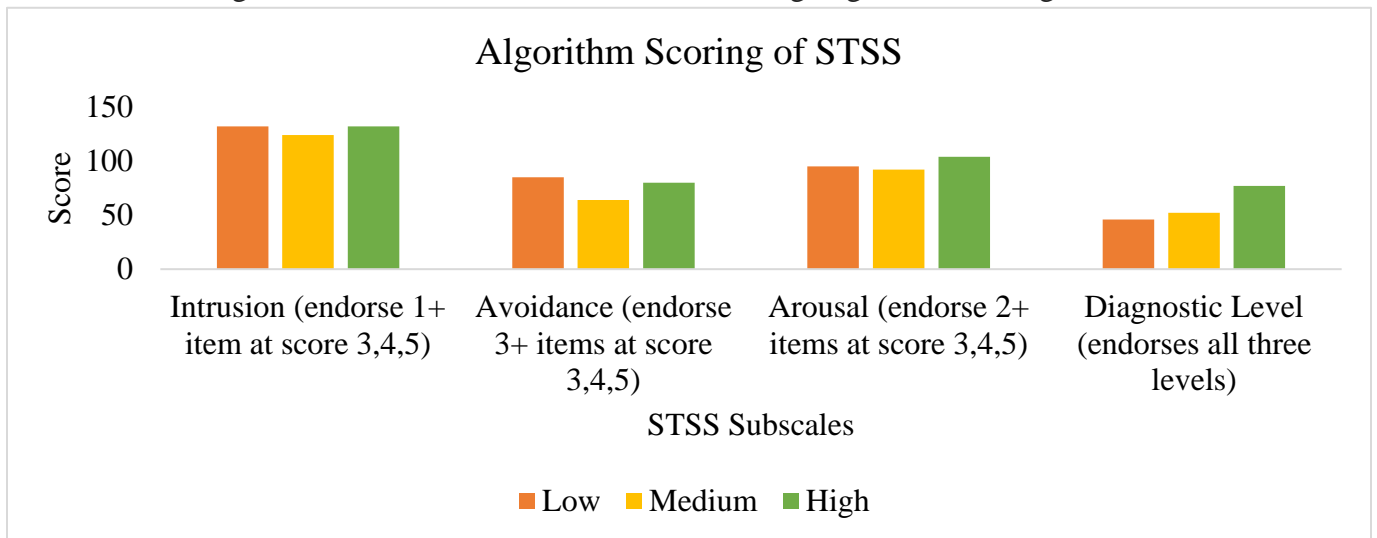 Algorithm Scoring of STSS
150
100
50
0
Score
Intrusion (endorse 1+
item at score 3,4,5)
Avoidance (endorse
3+ items at score
3,4,5)
Arousal (endorse 2+
items at score 3,4,5)
Diagnostic Level
(endorses all three
levels)
STSS Subscales
Low Medium High